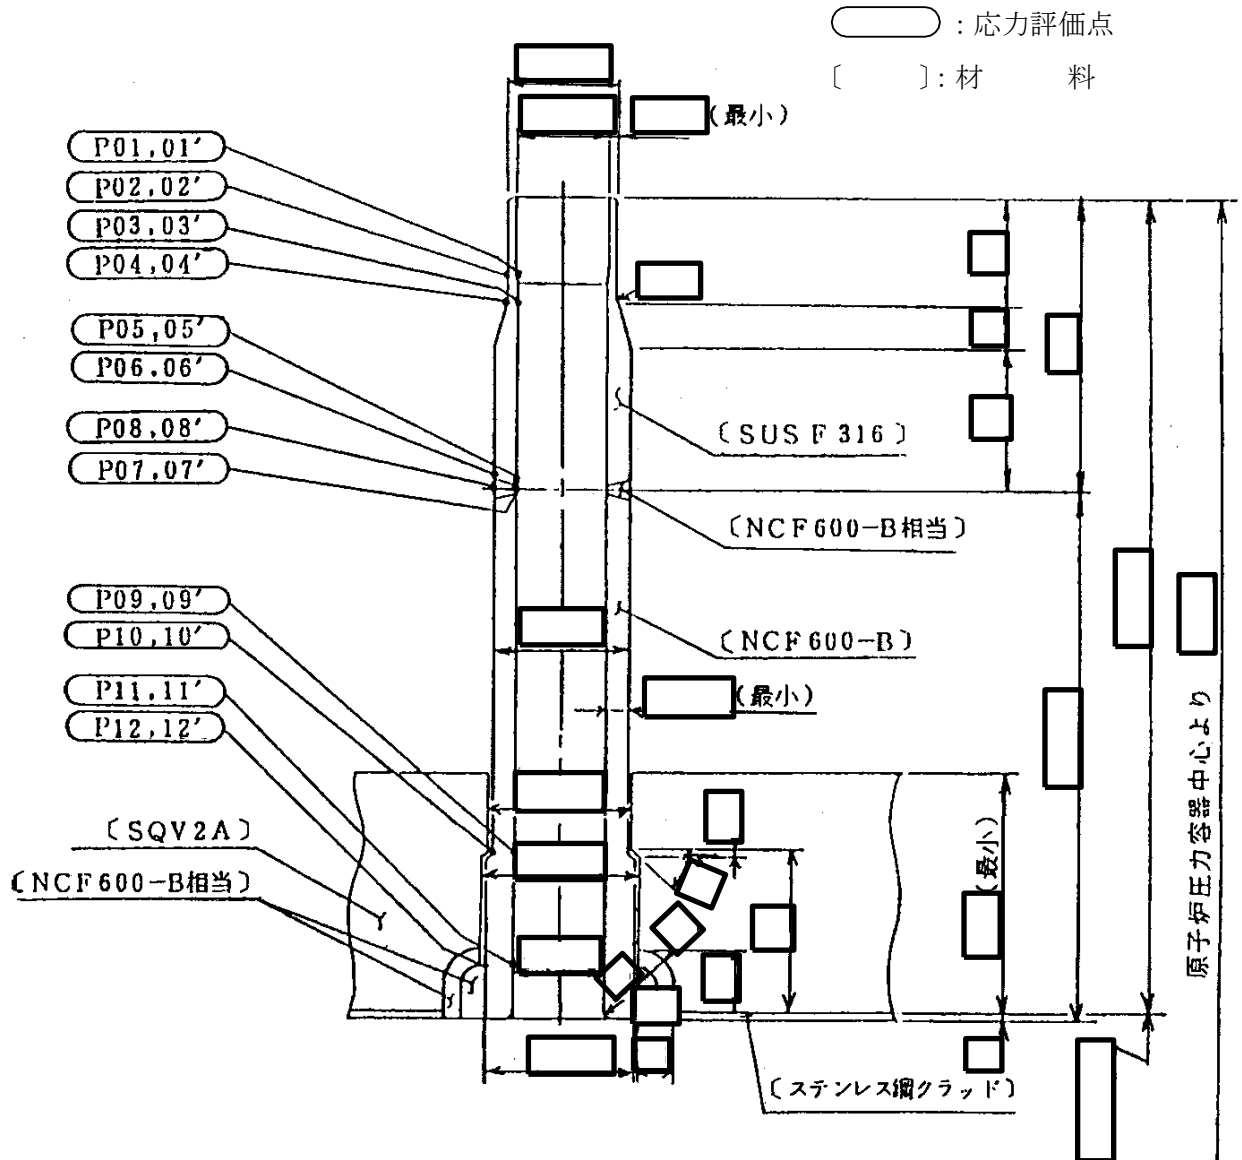 ：応力評価点
〔　　〕：材　　料
(最小)
P01,01′
P02,02′
P03,03′
P04,04′
P05,05′
P06.06′
P08,08′
P07,07′
〔SUS F 316〕
〔NCF600-B相当〕
P09,09′
P10,10′
〔NCF600-B〕
P11,11′
(最小)
P12,12′
〔SQV2A〕
〔NCF600-B相当〕
(最小)
原子炉圧力容器中心より
〔ステンレス鋼クラッド〕